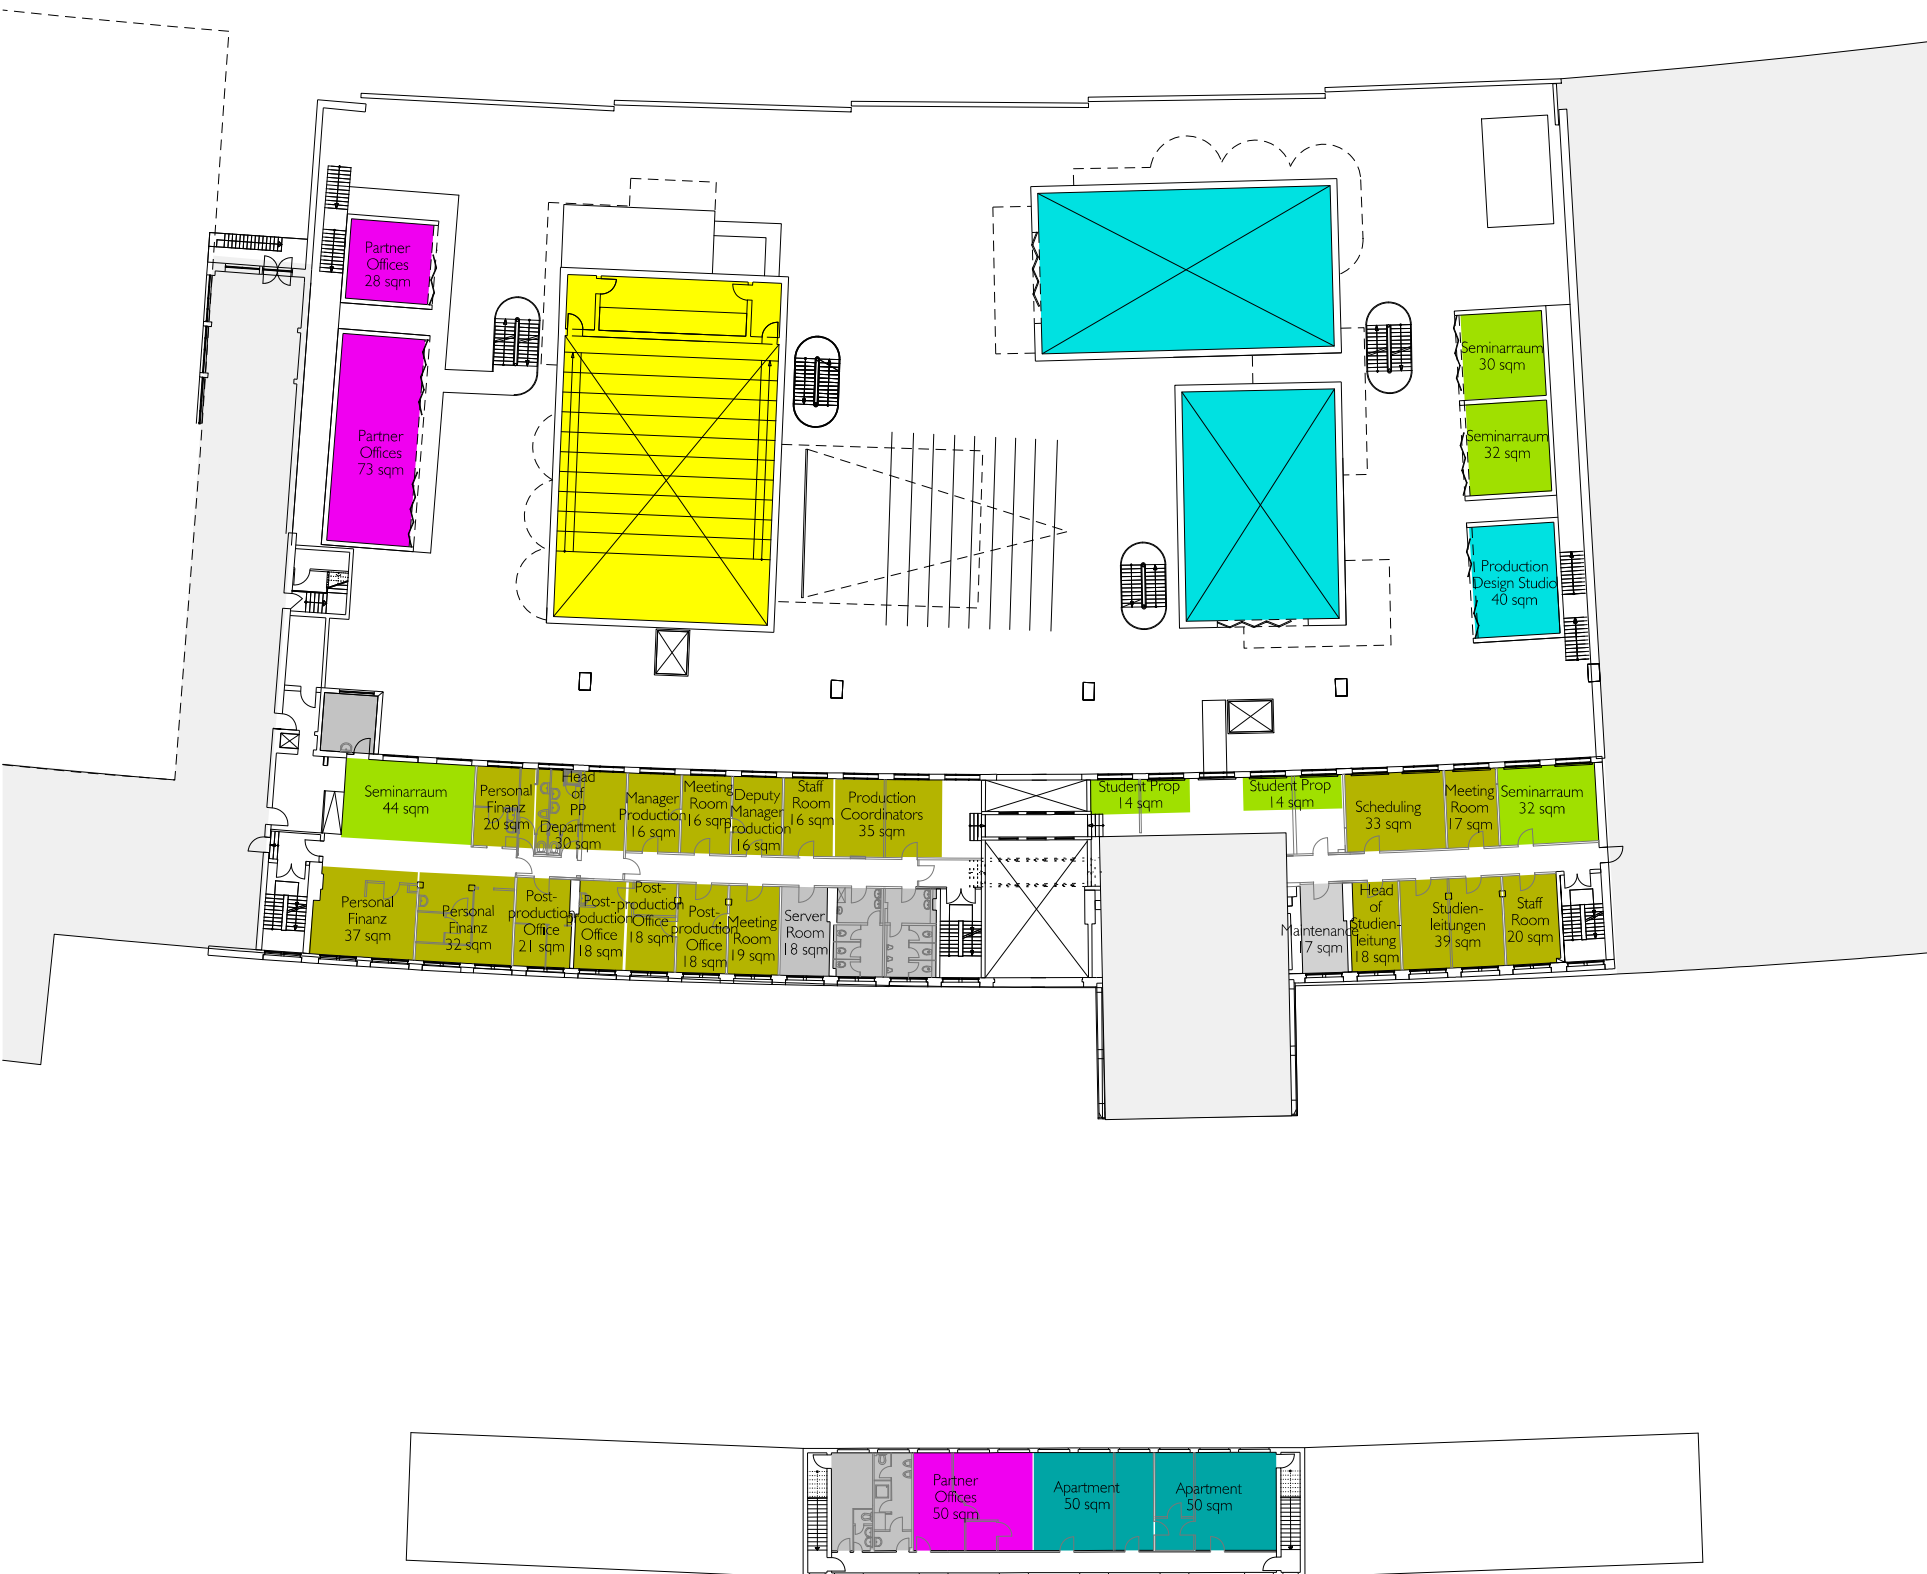 Partner
Offices
28 sqm
Partner
Offices
73 sqm
Seminarraum
30 sqm
Seminarraum
32 sqm
Production
Design Studio
40 sqm
Seminarraum
44 sqm
Personal
Finanz
20 sqm
Head
of
PP
Department
30 sqm
Manager
Production
16 sqm
Meeting
Room
16 sqm
Deputy
Manager
Production
16 sqm
Staff
Room
16 sqm
Production
Coordinators
35 sqm
Student Prop
14 sqm
Student Prop
14 sqm
Scheduling
33 sqm
Meeting
Room
17 sqm
Seminarraum
32 sqm
Personal
Finanz
37 sqm
Personal
Finanz
32 sqm
Post-
production
Office
21 sqm
Post-
production
Office
18 sqm
Post-
production
Office
18 sqm
Post-
production
Office
18 sqm
Meeting
Room
19 sqm
Server
Room
18 sqm
Maintenance
17 sqm
Head
of
Studien-
leitung
18 sqm
Studien-
leitungen
39 sqm
Staff
Room
20 sqm
Partner
Offices
50 sqm
Apartment
50 sqm
Apartment
50 sqm